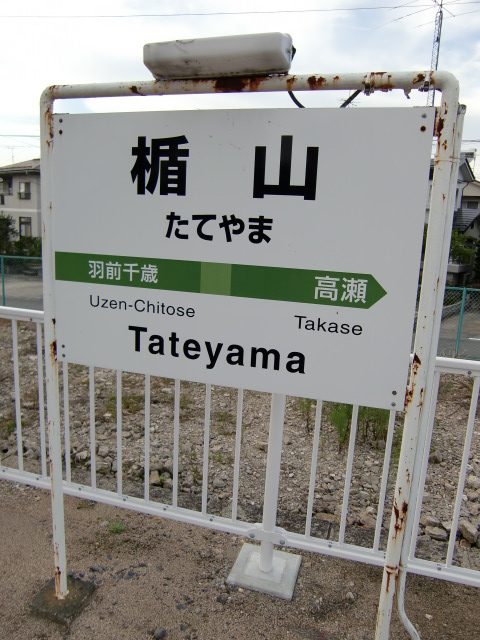 楯 山
たてやま
羽前千歳 高瀬
Uzen-Chitose Takase
Tateyama